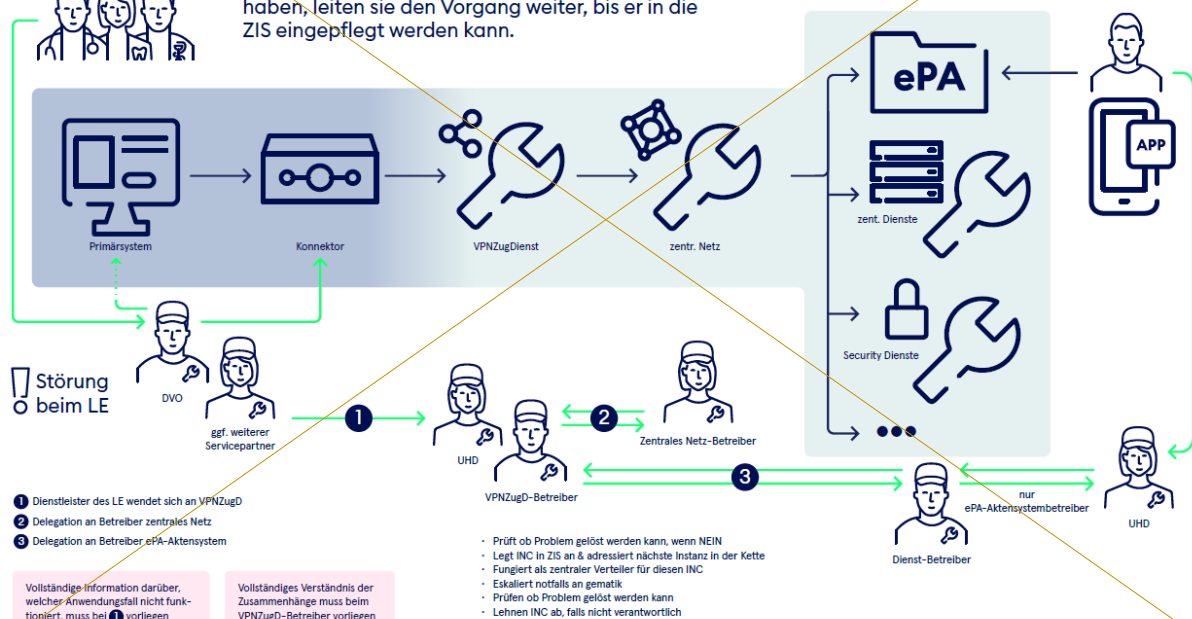 haben, leiten sie den Vorgang weiter, bis er in die
ZIS eingepflegt werden kann.
ePA
APP
zent. Dienste
Primärsystem
Konnektor
VPNZugDienst
zentr. Netz
Security Dienste
Störung
beim LE
DVO
ggf. weiterer
Servicepartner
1
UHD
2
Zentrales Netz-Betreiber
VPNZugD-Betreiber
3
nur
ePA-Aktensystembetreiber
UHD
Dienst-Betreiber
1 Dienstleister des LE wendet sich an VPNZugD
2 Delegation an Betreiber zentrales Netz
3 Delegation an Betreiber ePA-Aktensystem
· Prüft ob Problem gelöst werden kann, wenn NEIN
· Legt INC in ZIS an & adressiert nächste Instanz in der Kette
· Fungiert als zentraler Verteiler für diesen INC
· Eskaliert notfalls an gematik
· Prüfen ob Problem gelöst werden kann
· Lehnen INC ab, falls nicht verantwortlich
Vollständige Information darüber,
welcher Anwendungsfall nicht funk-
tioniert, muss bei 1 vorliegen
Vollständiges Verständnis der
Zusammenhänge muss beim
VPNZugD-Betreiber vorliegen